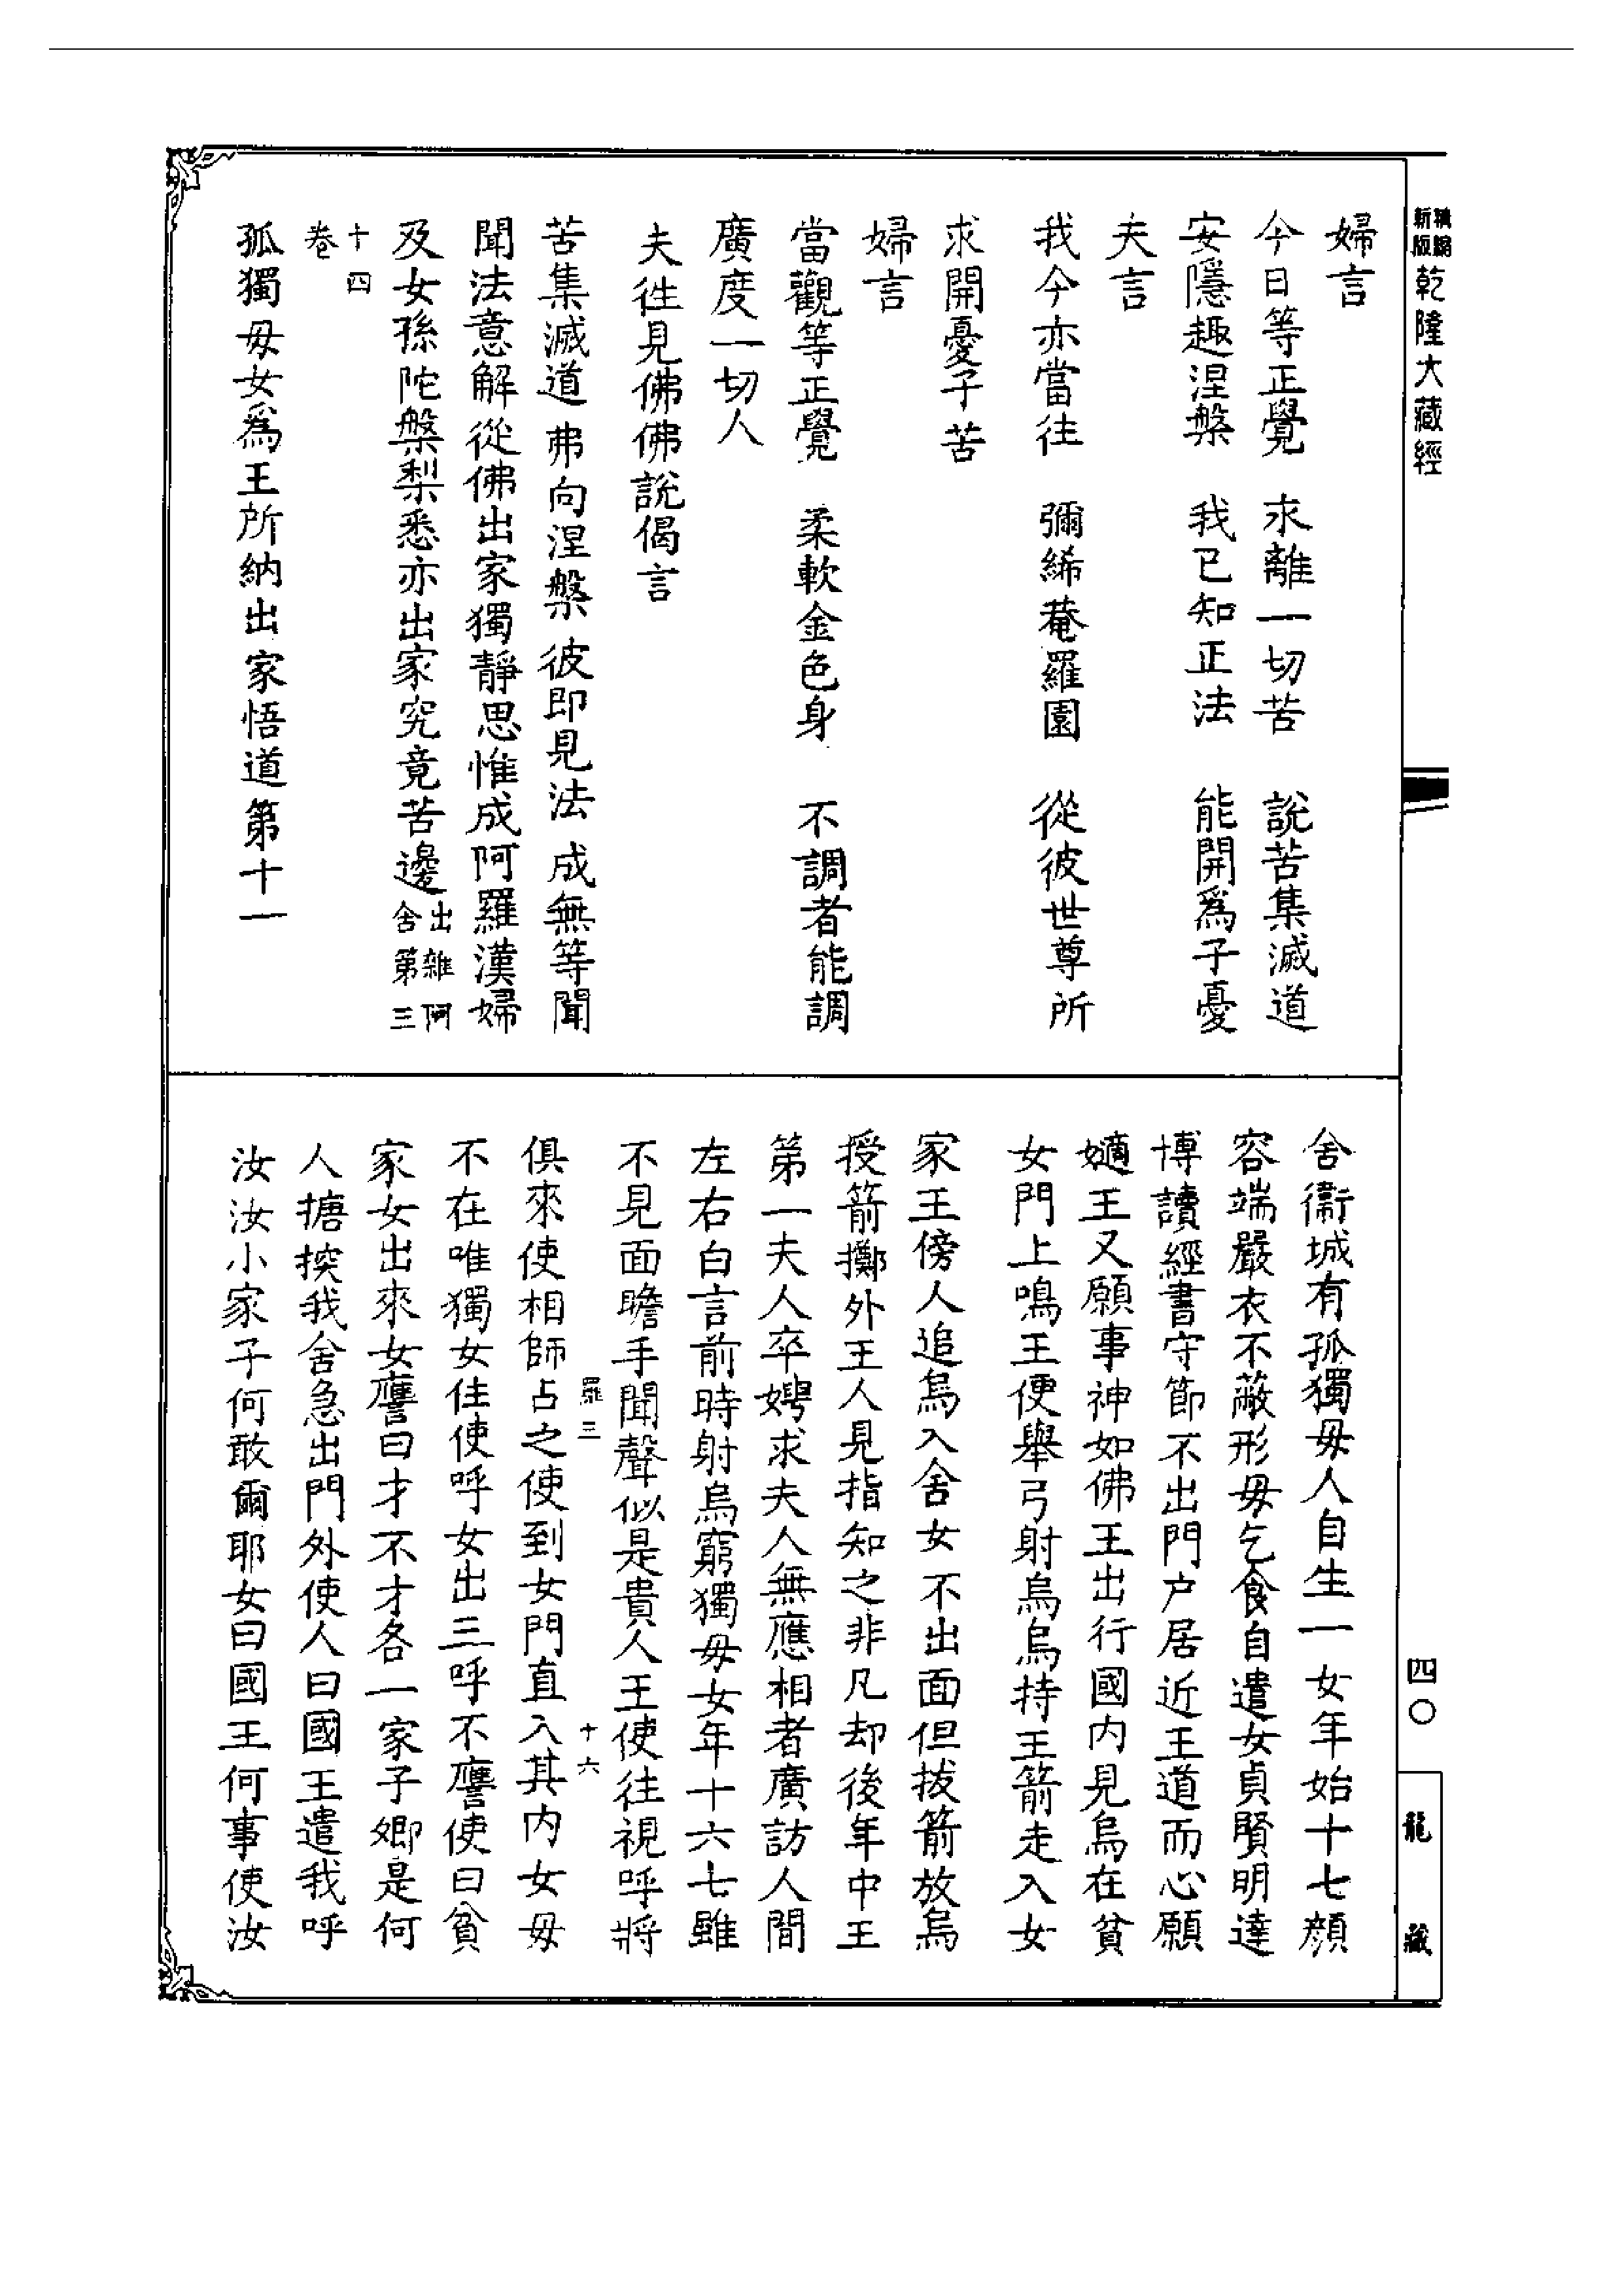 新版精編乾隆大藏經
四〇
龍藏
婦言
今日等正覺　求離一切苦　說苦集滅道
安隱趣涅槃　我已知正法　能開爲子憂
夫言
我今亦當往　彌絺菴羅園　從彼世尊所
求開憂子苦
婦言
當觀等正覺　柔軟金色身　不調者能調
廣度一切人
夫徃見佛佛說偈言
苦集滅道　弗向涅槃　彼即見法　成無等聞
聞法意解從佛出家獨靜思惟成阿羅漢婦
及女孫陀槃梨悉亦出家究竟苦邊出雜阿舍第三
十四卷
孤獨母女爲王所納出家悟道第十一
舍衞城有孤獨母人自生一女年始十七顏
容端嚴衣不蔽形母乞食自遣女貞賢明達
博讀經書守節不出門户居近王道而心願
嫡王又願事神如佛王出行國内見烏在貧
女門上鳴王便舉弓射烏烏持王箭走入女
家王傍人追烏入舍女不出面但拔箭放烏
授箭擲外王人見指知之非凡却後年中王
第一夫人卒娉求夫人無應相者廣訪人間
左右白言前時射烏窮獨母女年十六七雖
不見面瞻手聞聲似是貴人王使往視呼將
罪三　十六
俱來使相師占之使到女門直入其内女母
不在唯獨女住使呼女出三呼不譍使曰貧
家女出來女譍曰才不才各一家子鄉是何
人搪揬我舍急出門外使人曰國王遣我呼
汝汝小家子何敢爾耶女曰國王何事使汝